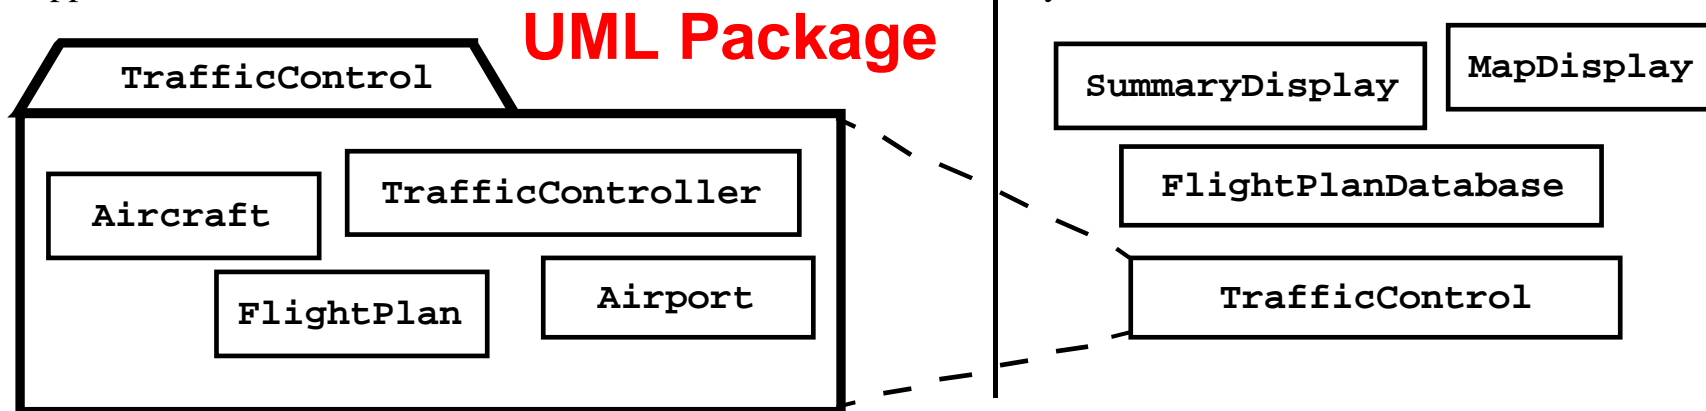 UML Package
TrafficControl
Aircraft
TrafficController
FlightPlan
Airport
SummaryDisplay
MapDisplay
FlightPlanDatabase
TrafficControl